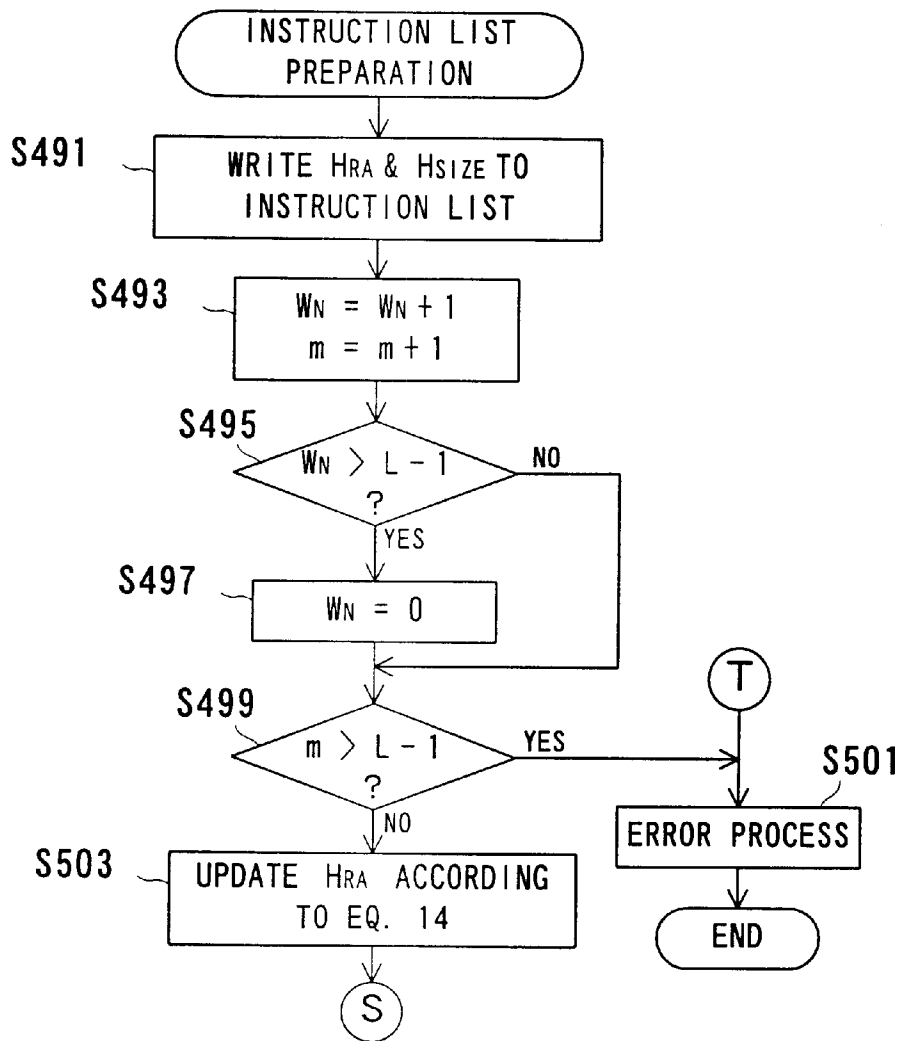 INSTRUCTION LIST
PREPARATION
S491
WRITE HRA & HSIZE TO
INSTRUCTION LIST
S493
WN = WN + 1
m = m + 1
S495
WN > L - 1
?
NO
YES
S497
WN = 0
T
S499
m > L - 1
?
YES
NO
S501
ERROR PROCESS
S503
UPDATE HRA ACCORDING
TO EQ. 14
END
S